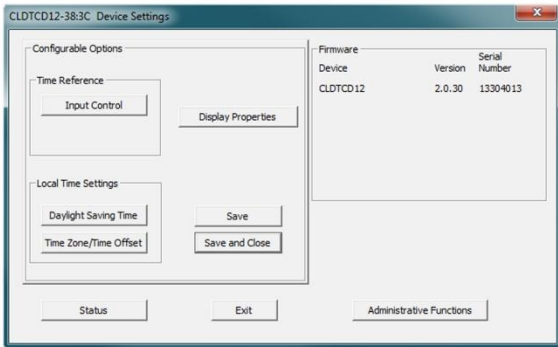 CLDTCD12-38:3C Device Settings
Configurable Options
Time Reference
Input Control
Display Properties
Local Time Settings
Daylight Saving Time
Time Zone/Time Offset
Save
Save and Close
Firmware
Device Version Serial Number
CLDTCD12 2.0.30 13304013
Status Exit Administrative Functions